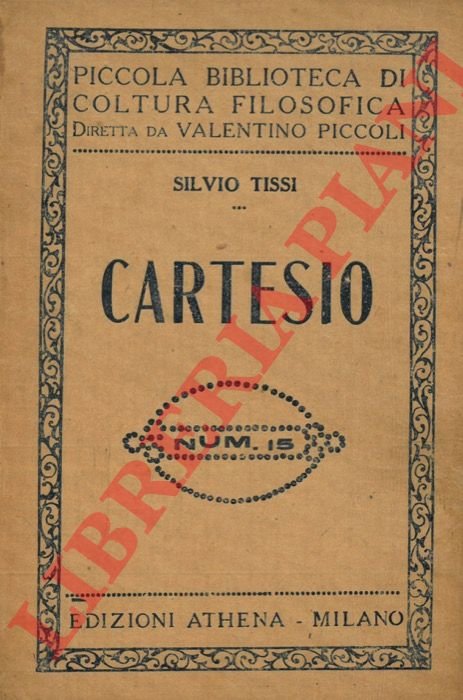 PICCOLA BIBLIOTECA DI
COLTURA FILOSOFICA
DIRETTA DA VALENTINO PICCOLI
SILVIO TISSI
CARTESIO
NUM. 15
EDIZIONI ATHENA - MILANO
LIBRERIA PIANI